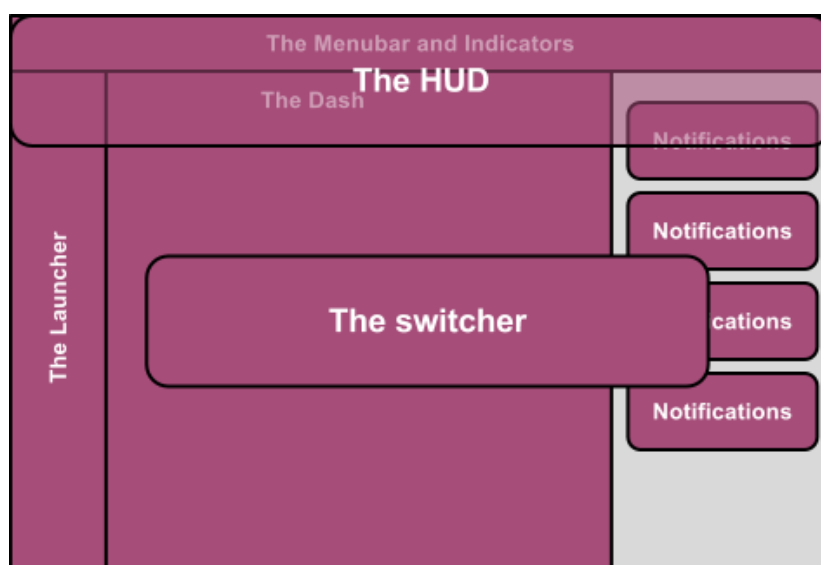 The Menubar and Indicators
The HUD
The Dash
Notifications
Notifications
The Launcher
The switcher
cations
Notifications